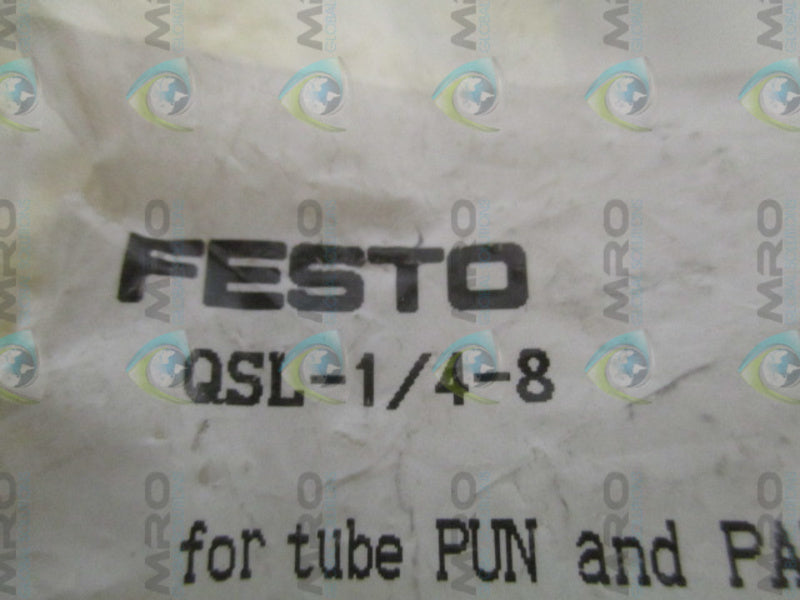 FESTO
QSL-1/4-8
for tube PUN and PA